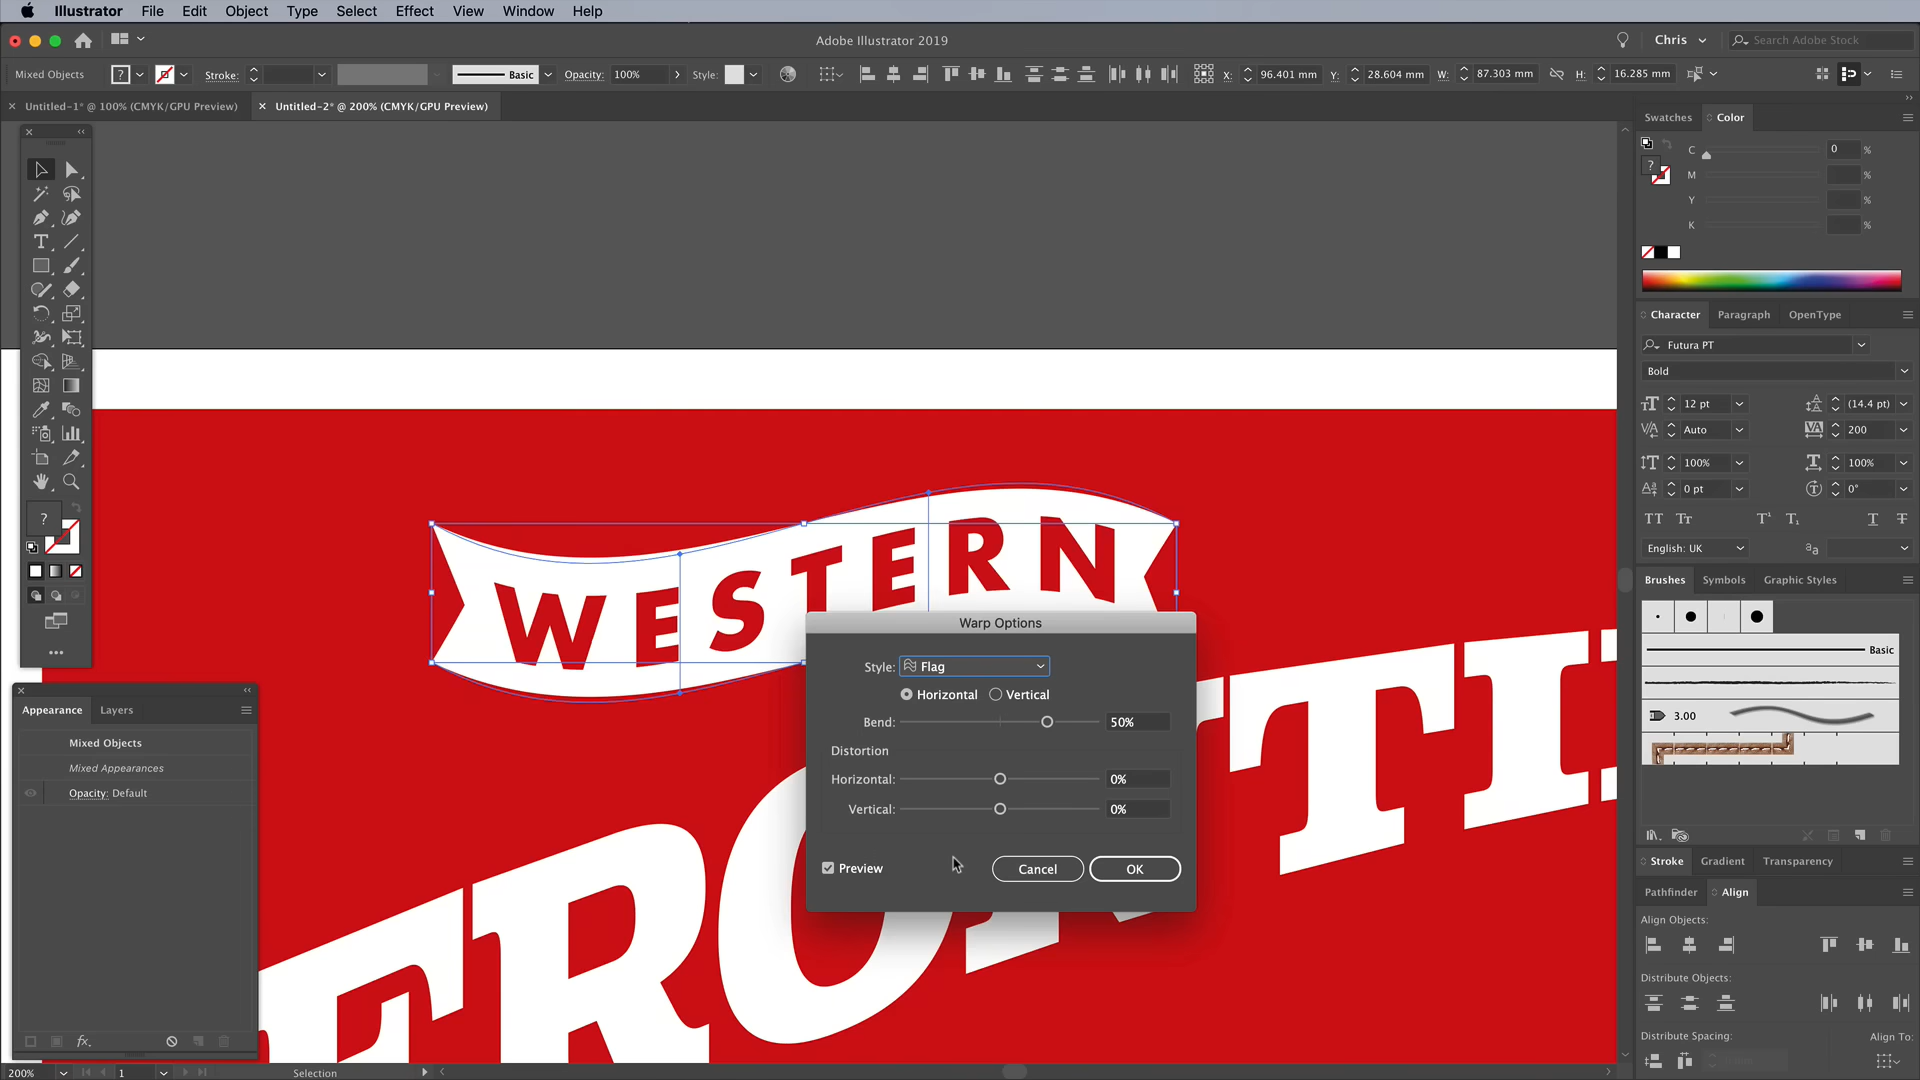 Illustrator File Edit Object Type Select Effect View Window Help
Adobe Illustrator 2019
Chris
Search Adobe Stock
Mixed Objects
?
Stroke:
Basic
Opacity: 100%
Style:
X: 96.401 mm
Y: 28.604 mm
W: 87.303 mm
H: 16.285 mm
Untitled-1* @ 100% (CMYK/GPU Preview)
Untitled-2* @ 200% (CMYK/GPU Preview)
Swatches
Color
C 0 %
M %
Y %
K %
Character Paragraph OpenType
Futura PT
Bold
12 pt
(14.4 pt)
Auto
200
100%
100%
0 pt
0°
English: UK
Brushes Symbols Graphic Styles
Basic
3.00
Stroke Gradient Transparency
Pathfinder Align
Align Objects:
Distribute Objects:
Distribute Spacing:
Align To:
WESTERN
FRONTI
Warp Options
Style: Flag
Horizontal Vertical
Bend: 50%
Distortion
Horizontal: 0%
Vertical: 0%
Preview
Cancel
OK
Appearance Layers
Mixed Objects
Mixed Appearances
Opacity: Default
fx.
200%
1
Selection